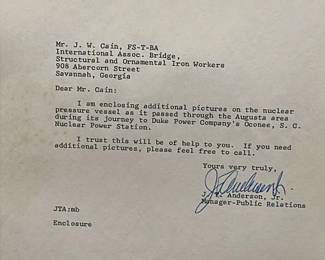 Mr. J. W. Cain, FS-T-BA
International Assoc. Bridge,
Structural and Ornamental Iron Workers
908 Abercorn Street
Savannah, Georgia
Dear Mr. Cain:
I am enclosing additional pictures on the nuclear
pressure vessel as it passed through the Augusta area
during its journey to Duke Power Company's Oconee, S. C.
Nuclear Power Station.
I trust this will be of help to you. If you need
additional pictures, please feel free to call.
Yours very truly,
J. Anderson, Jr.
Manager-Public Relations
JTA:mb
Enclosure